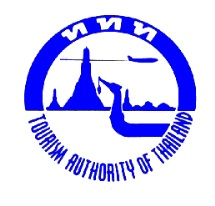 ททท
TOURISM AUTHORITY OF THAILAND